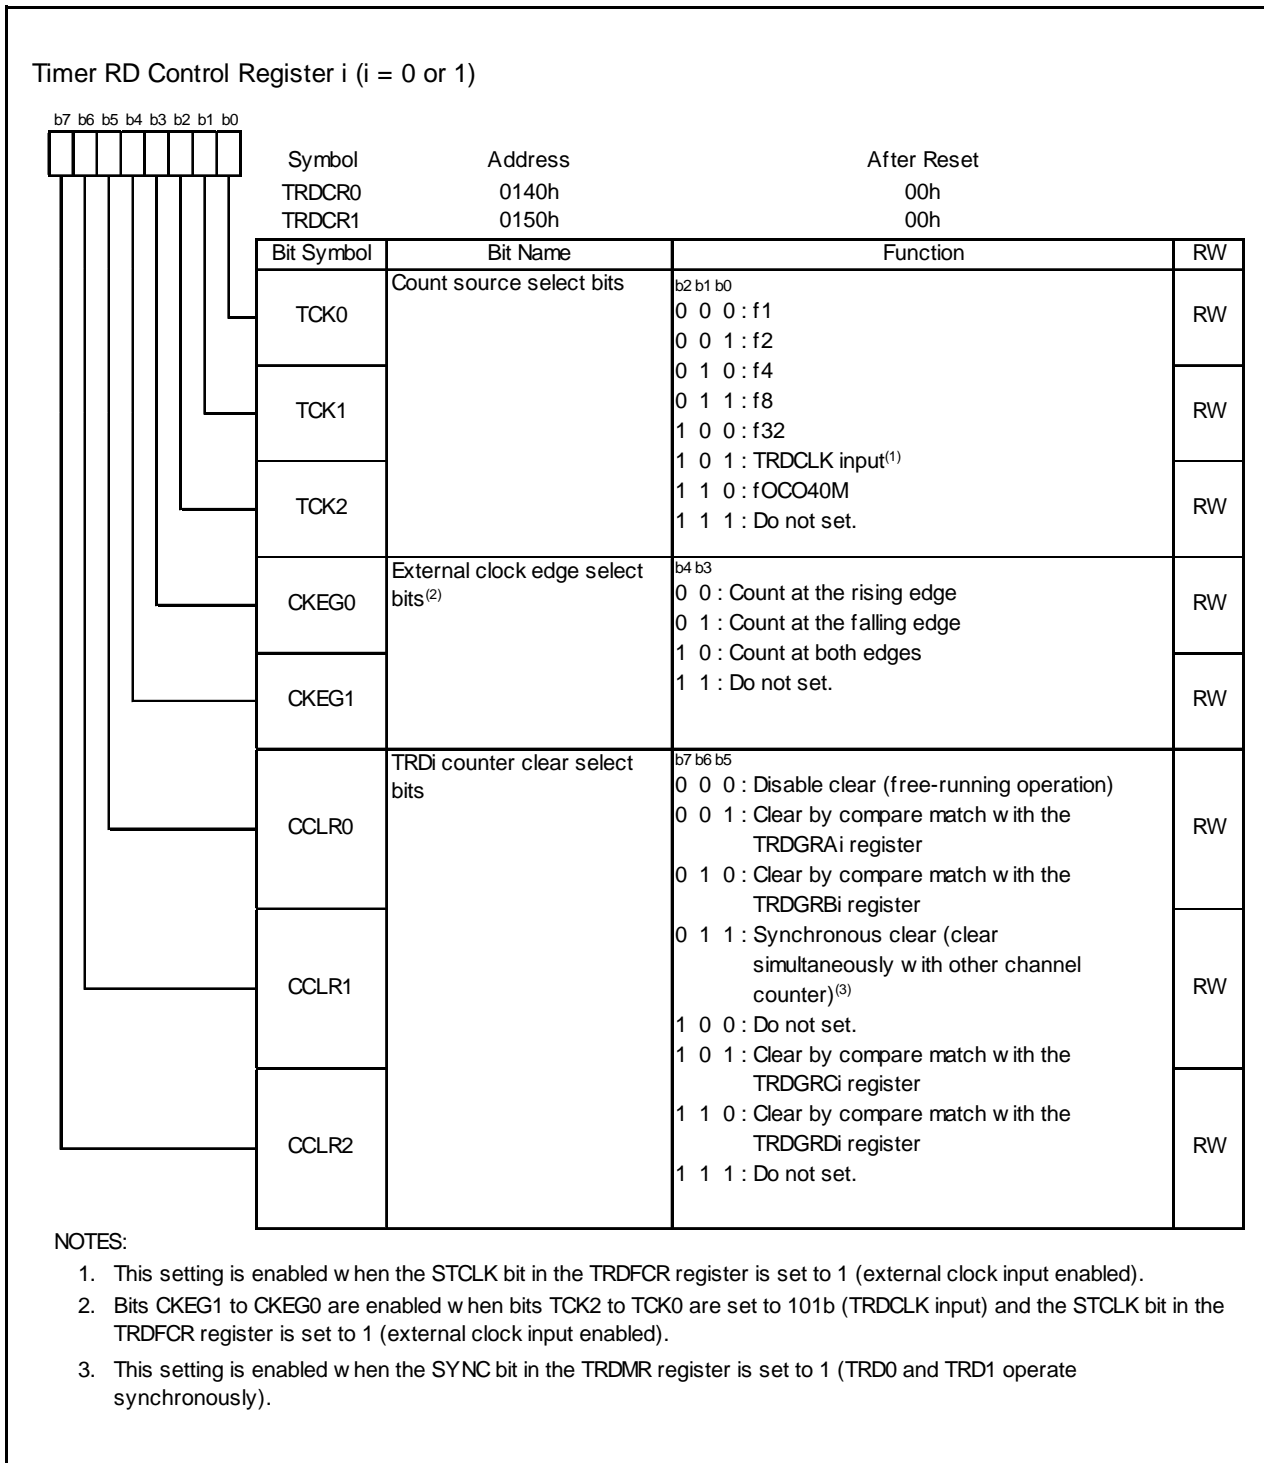 Timer RD Control Register i (i = 0 or 1)
b7 b6 b5 b4 b3 b2 b1 b0
Symbol Address After Reset
TRDCR0 0140h 00h
TRDCR1 0150h 00h
Bit Symbol Bit Name Function RW
TCK0 Count source select bits RW
b2 b1 b0
0 0 0 : f1
0 0 1 : f2
0 1 0 : f4
TCK1 RW
0 1 1 : f8
1 0 0 : f32
1 0 1 : TRDCLK input(1)
TCK2 RW
1 1 0 : fOCO40M
1 1 1 : Do not set.
External clock edge select
bits(2)
CKEG0 RW
b4 b3
0 0 : Count at the rising edge
0 1 : Count at the falling edge
1 0 : Count at both edges
CKEG1 RW
1 1 : Do not set.
TRDi counter clear select
bits
CCLR0 RW
b7 b6 b5
0 0 0 : Disable clear (free-running operation)
0 0 1 : Clear by compare match with the
TRDGRAi register
0 1 0 : Clear by compare match with the
TRDGRBi register
CCLR1 RW
0 1 1 : Synchronous clear (clear
simultaneously with other channel
counter)(3)
1 0 0 : Do not set.
1 0 1 : Clear by compare match with the
TRDGRCi register
CCLR2 RW
1 1 0 : Clear by compare match with the
TRDGRDi register
1 1 1 : Do not set.
NOTES:
1. This setting is enabled when the STCLK bit in the TRDFCR register is set to 1 (external clock input enabled).
2. Bits CKEG1 to CKEG0 are enabled when bits TCK2 to TCK0 are set to 101b (TRDCLK input) and the STCLK bit in the
TRDFCR register is set to 1 (external clock input enabled).
3. This setting is enabled when the SYNC bit in the TRDMR register is set to 1 (TRD0 and TRD1 operate
synchronously).